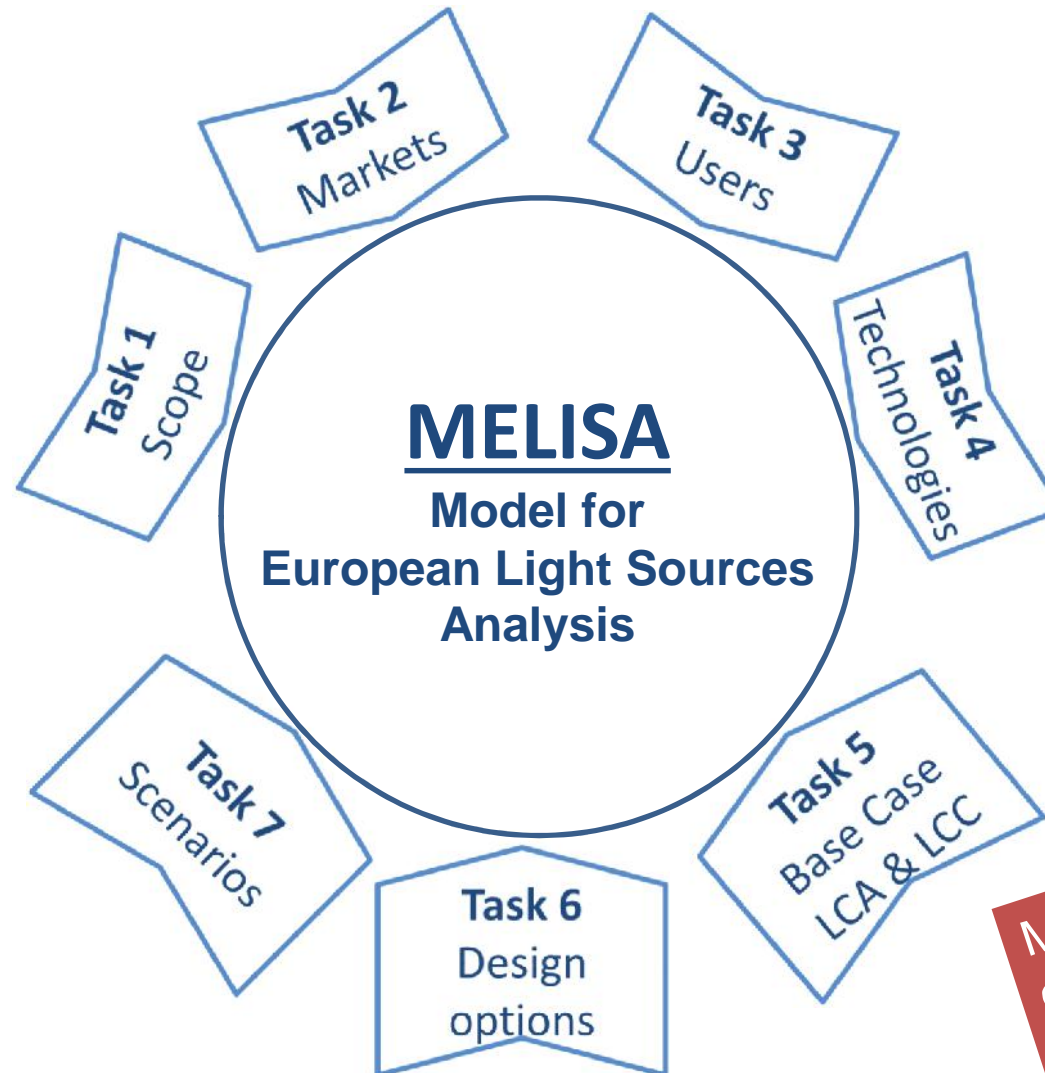 Task 1
Scope
Task 2
Markets
Task 3
Users
Task 4
Technologies
MELISA
Model for
European Light Sources
Analysis
Task 5
Base Case
LCA & LCC
Task 6
Design
options
Task 7
Scenarios